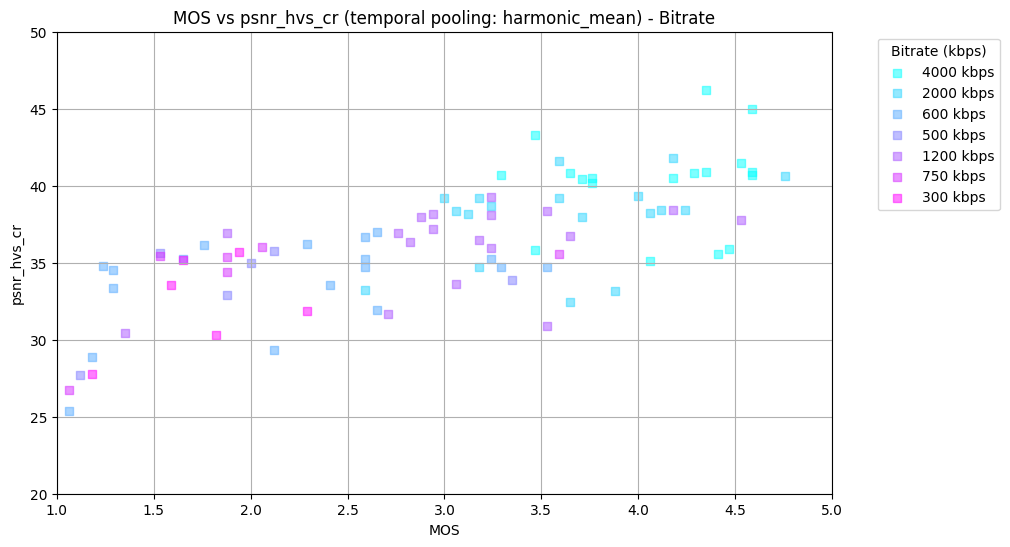 MOS vs psnr_hvs_cr (temporal pooling: harmonic_mean) - Bitrate
psnr_hvs_cr
50
45
40
35
30
25
20
1.0 1.5 2.0 2.5 3.0 3.5 4.0 4.5 5.0
MOS
Bitrate (kbps)
4000 kbps
2000 kbps
600 kbps
500 kbps
1200 kbps
750 kbps
300 kbps